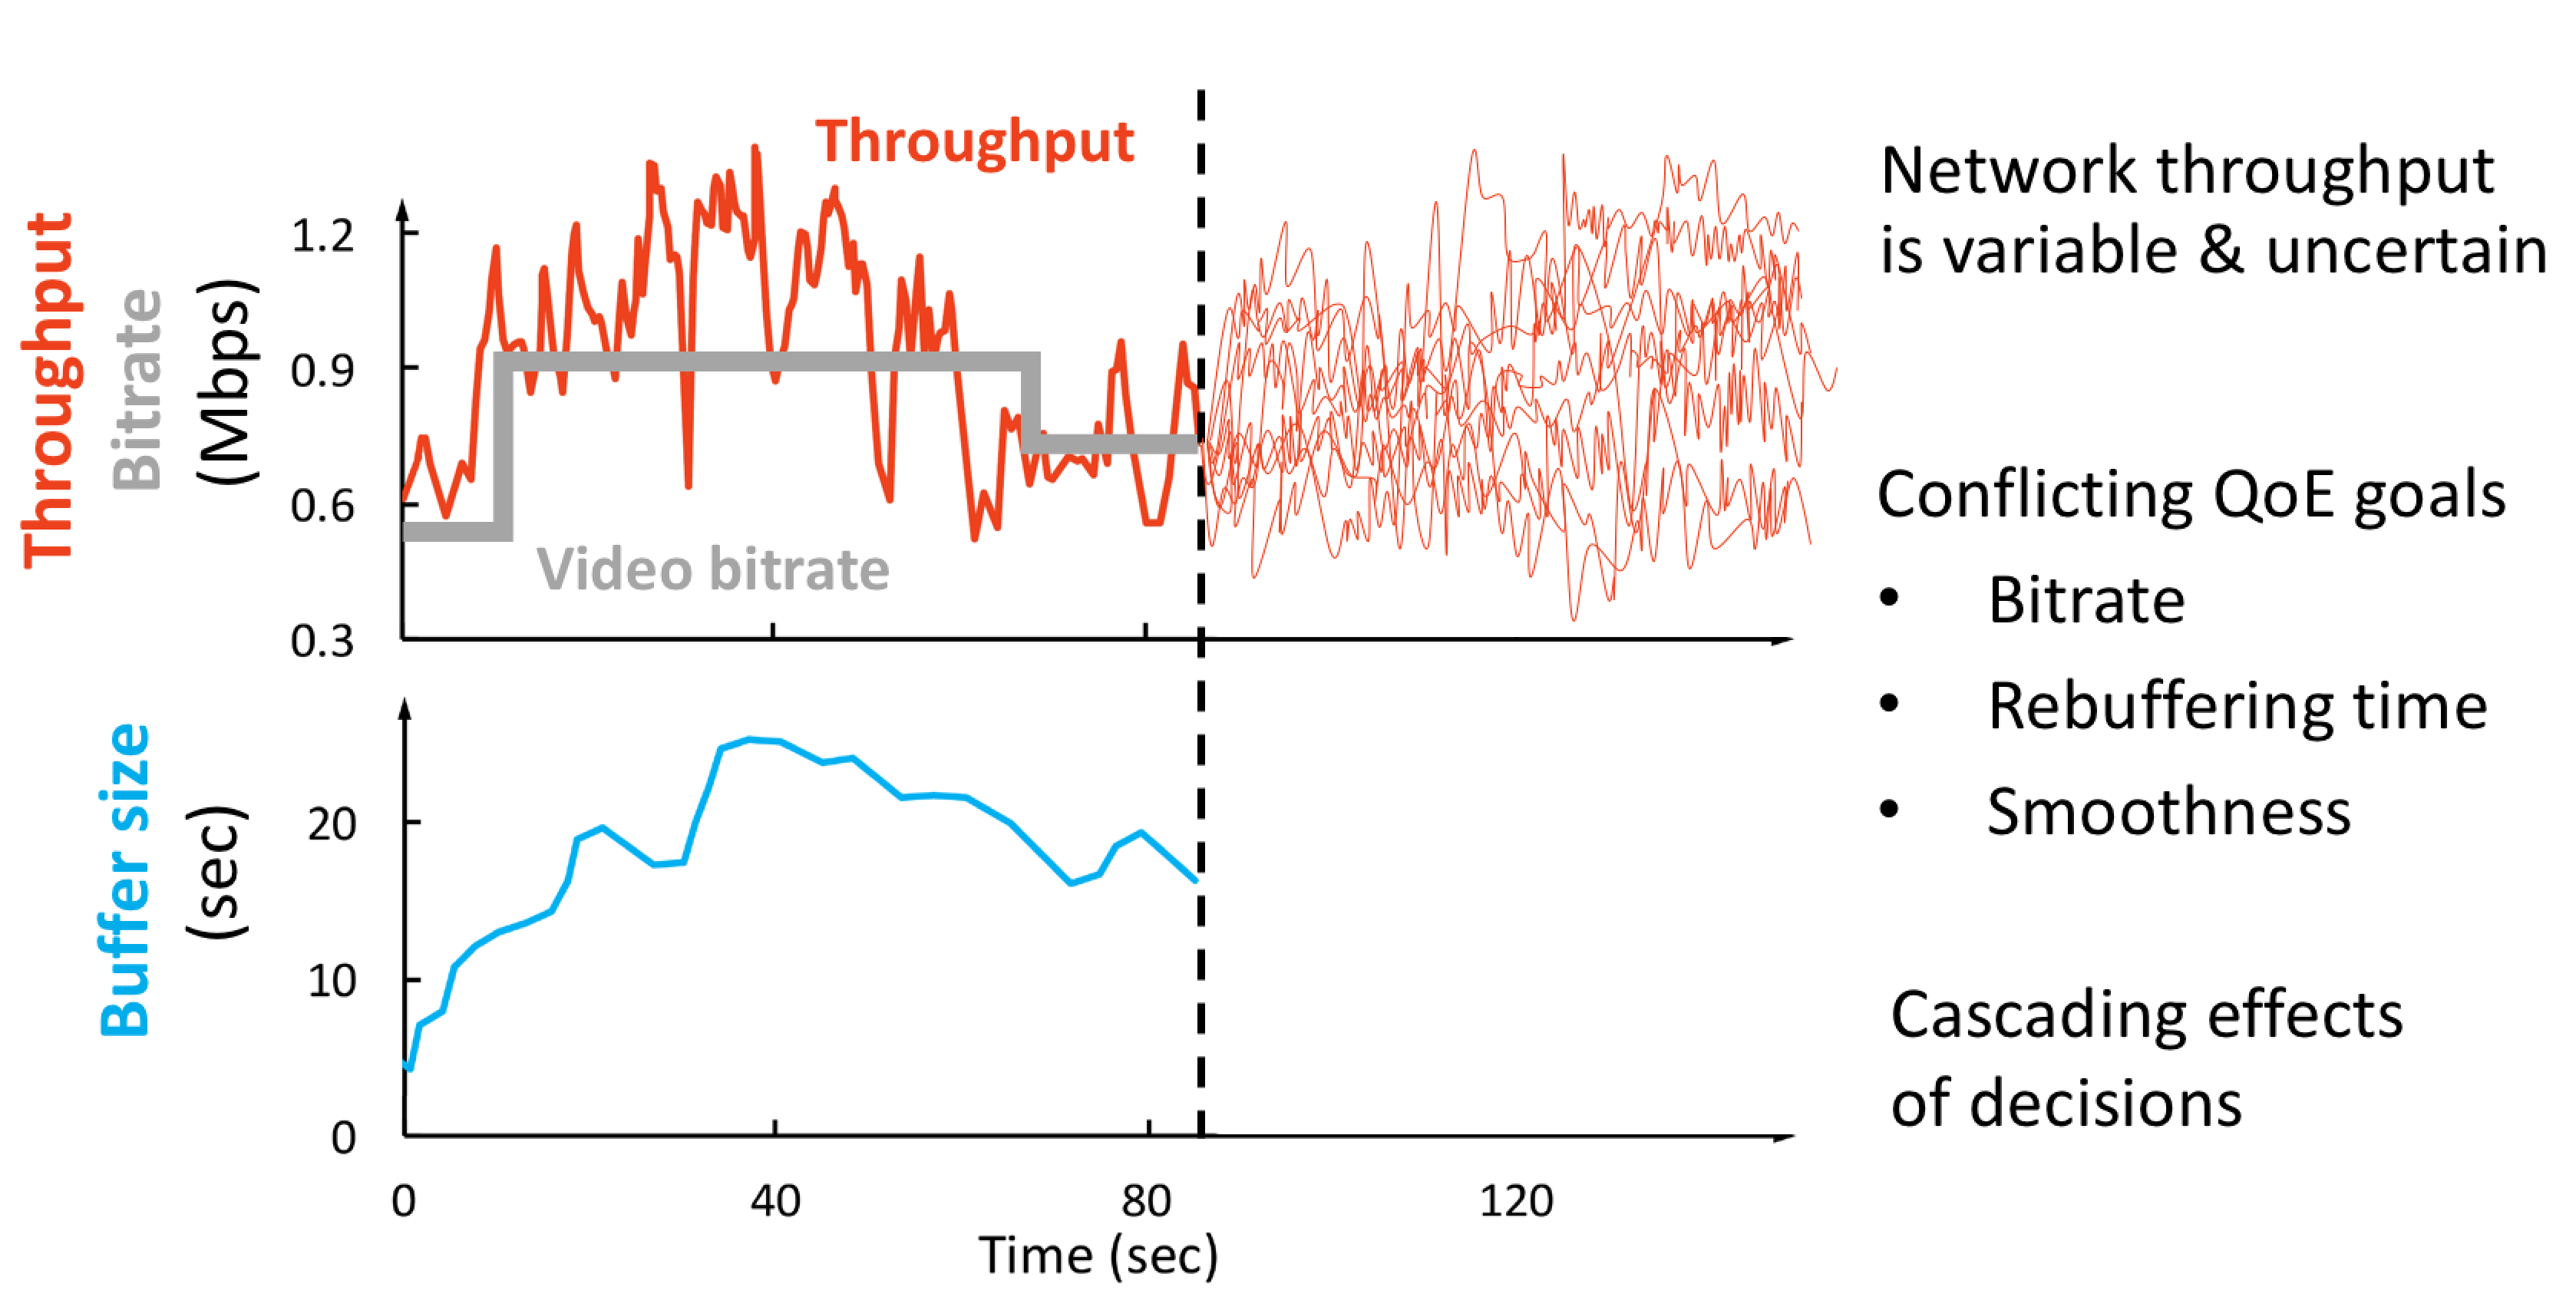 Throughput
Bitrate
(Mbps)
Throughput
1.2
0.9
0.6
0.3
Video bitrate
Buffer size
(sec)
20
10
0
0
40
80
120
Time (sec)
Network throughput
is variable & uncertain
Conflicting QoE goals
• Bitrate
• Rebuffering time
• Smoothness
Cascading effects
of decisions